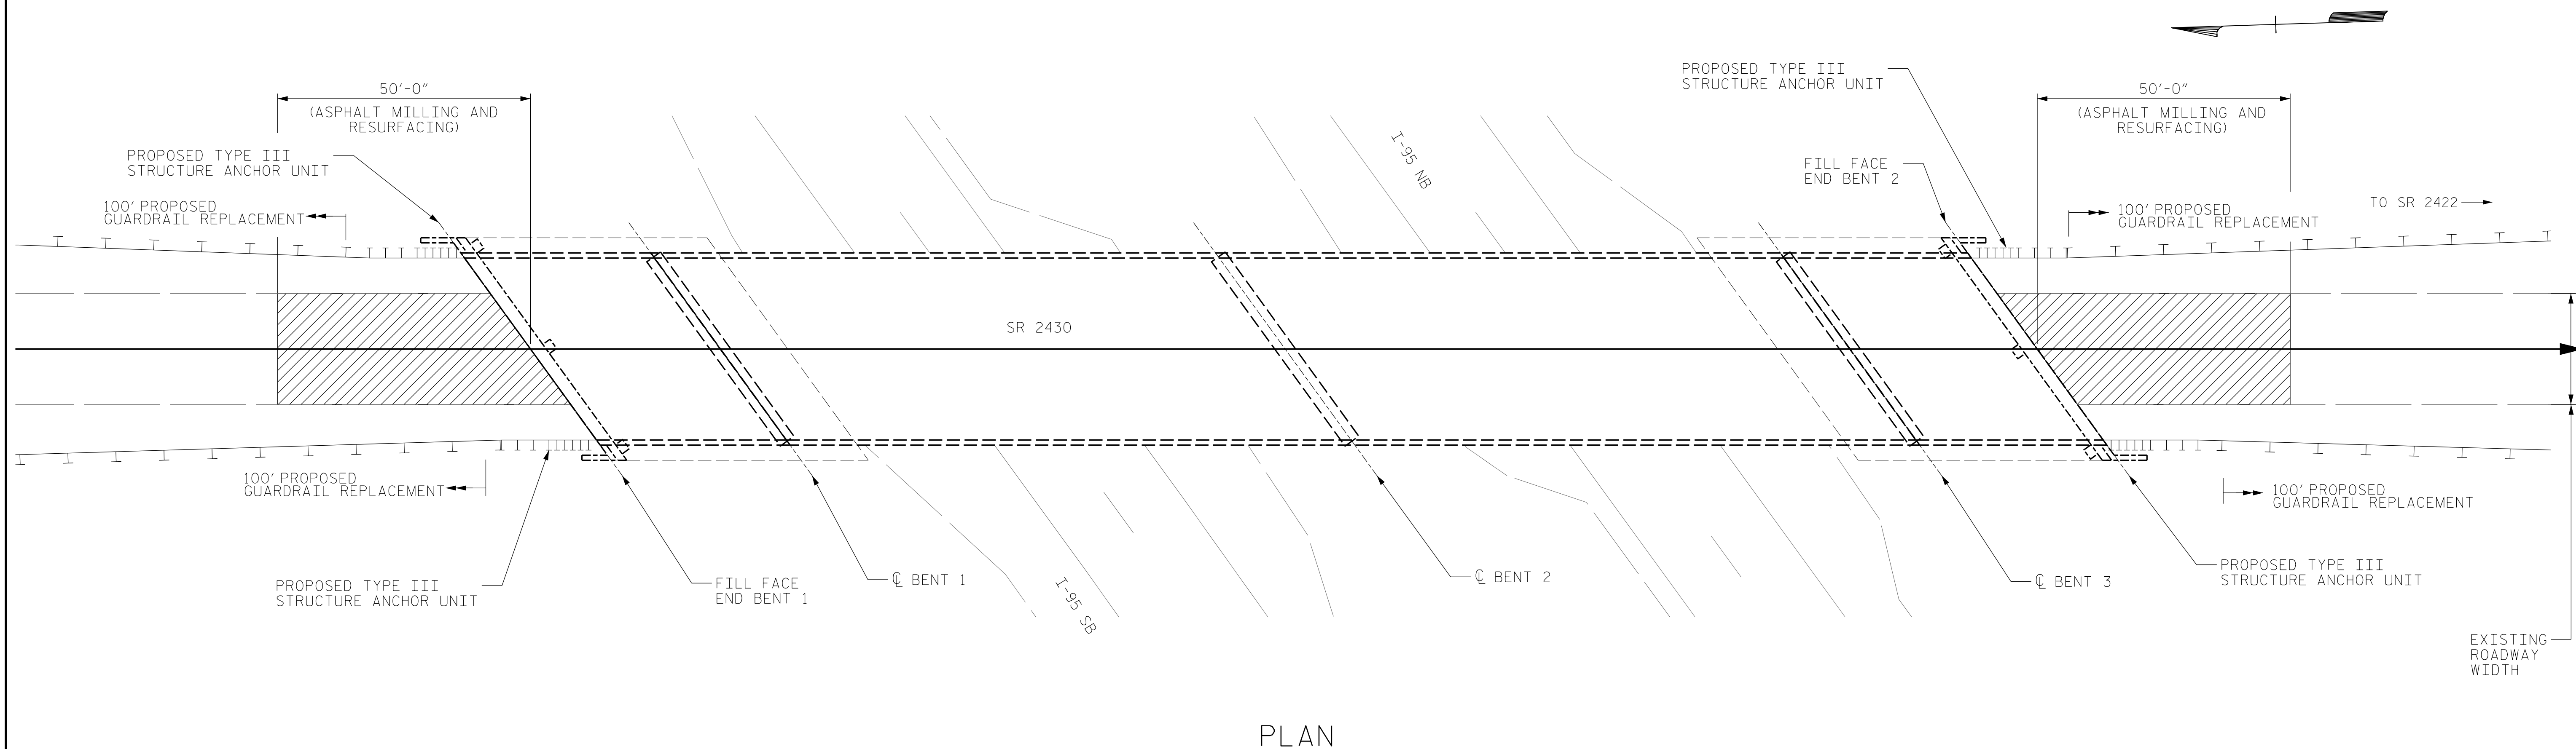 PROPOSED TYPE III
STRUCTURE ANCHOR UNIT
50'-0"
(ASPHALT MILLING AND
RESURFACING)
50'-0"
(ASPHALT MILLING AND
RESURFACING)
PROPOSED TYPE III
STRUCTURE ANCHOR UNIT
I-95 NB
FILL FACE
END BENT 2
100' PROPOSED
GUARDRAIL REPLACEMENT
100' PROPOSED
GUARDRAIL REPLACEMENT
TO SR 2422
SR 2430
100' PROPOSED
GUARDRAIL REPLACEMENT
100' PROPOSED
GUARDRAIL REPLACEMENT
PROPOSED TYPE III
STRUCTURE ANCHOR UNIT
FILL FACE
END BENT 1
℄ BENT 1
I-95 SB
℄ BENT 2
℄ BENT 3
PROPOSED TYPE III
STRUCTURE ANCHOR UNIT
EXISTING
ROADWAY
WIDTH
PLAN